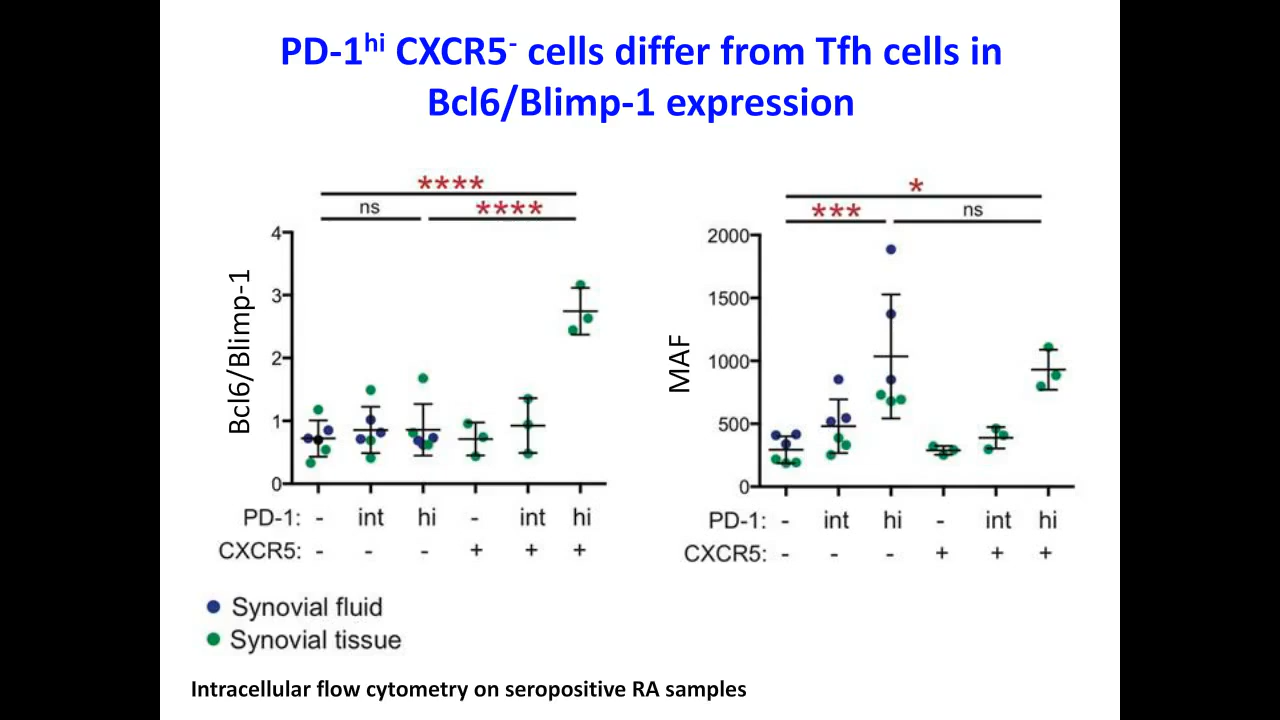 PD-1hi CXCR5- cells differ from Tfh cells in
Bcl6/Blimp-1 expression
****
ns ****
4
3
2
1
0
Bcl6/Blimp-1
PD-1: - int hi - int hi
CXCR5: - - - + + +
*
*** ns
2000
1500
1000
500
0
MAF
PD-1: - int hi - int hi
CXCR5: - - - + + +
Synovial fluid
Synovial tissue
Intracellular flow cytometry on seropositive RA samples